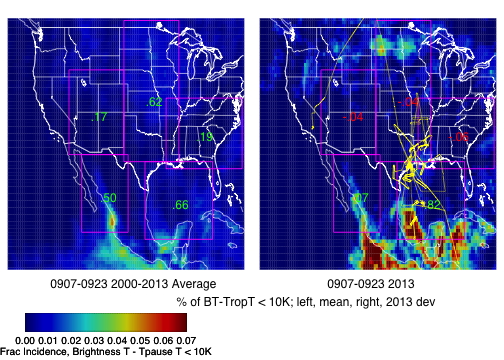 .62
-.04
.17
-.04
.19
.05
.50
.66
.07
.82
0907-0923 2000-2013 Average
0907-0923 2013
% of BT-TropT < 10K; left, mean, right, 2013 dev
0.00 0.01 0.02 0.03 0.04 0.05 0.06 0.07
Frac Incidence, Brightness T - Tpause T < 10K